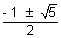 (-1 ± √5)/2